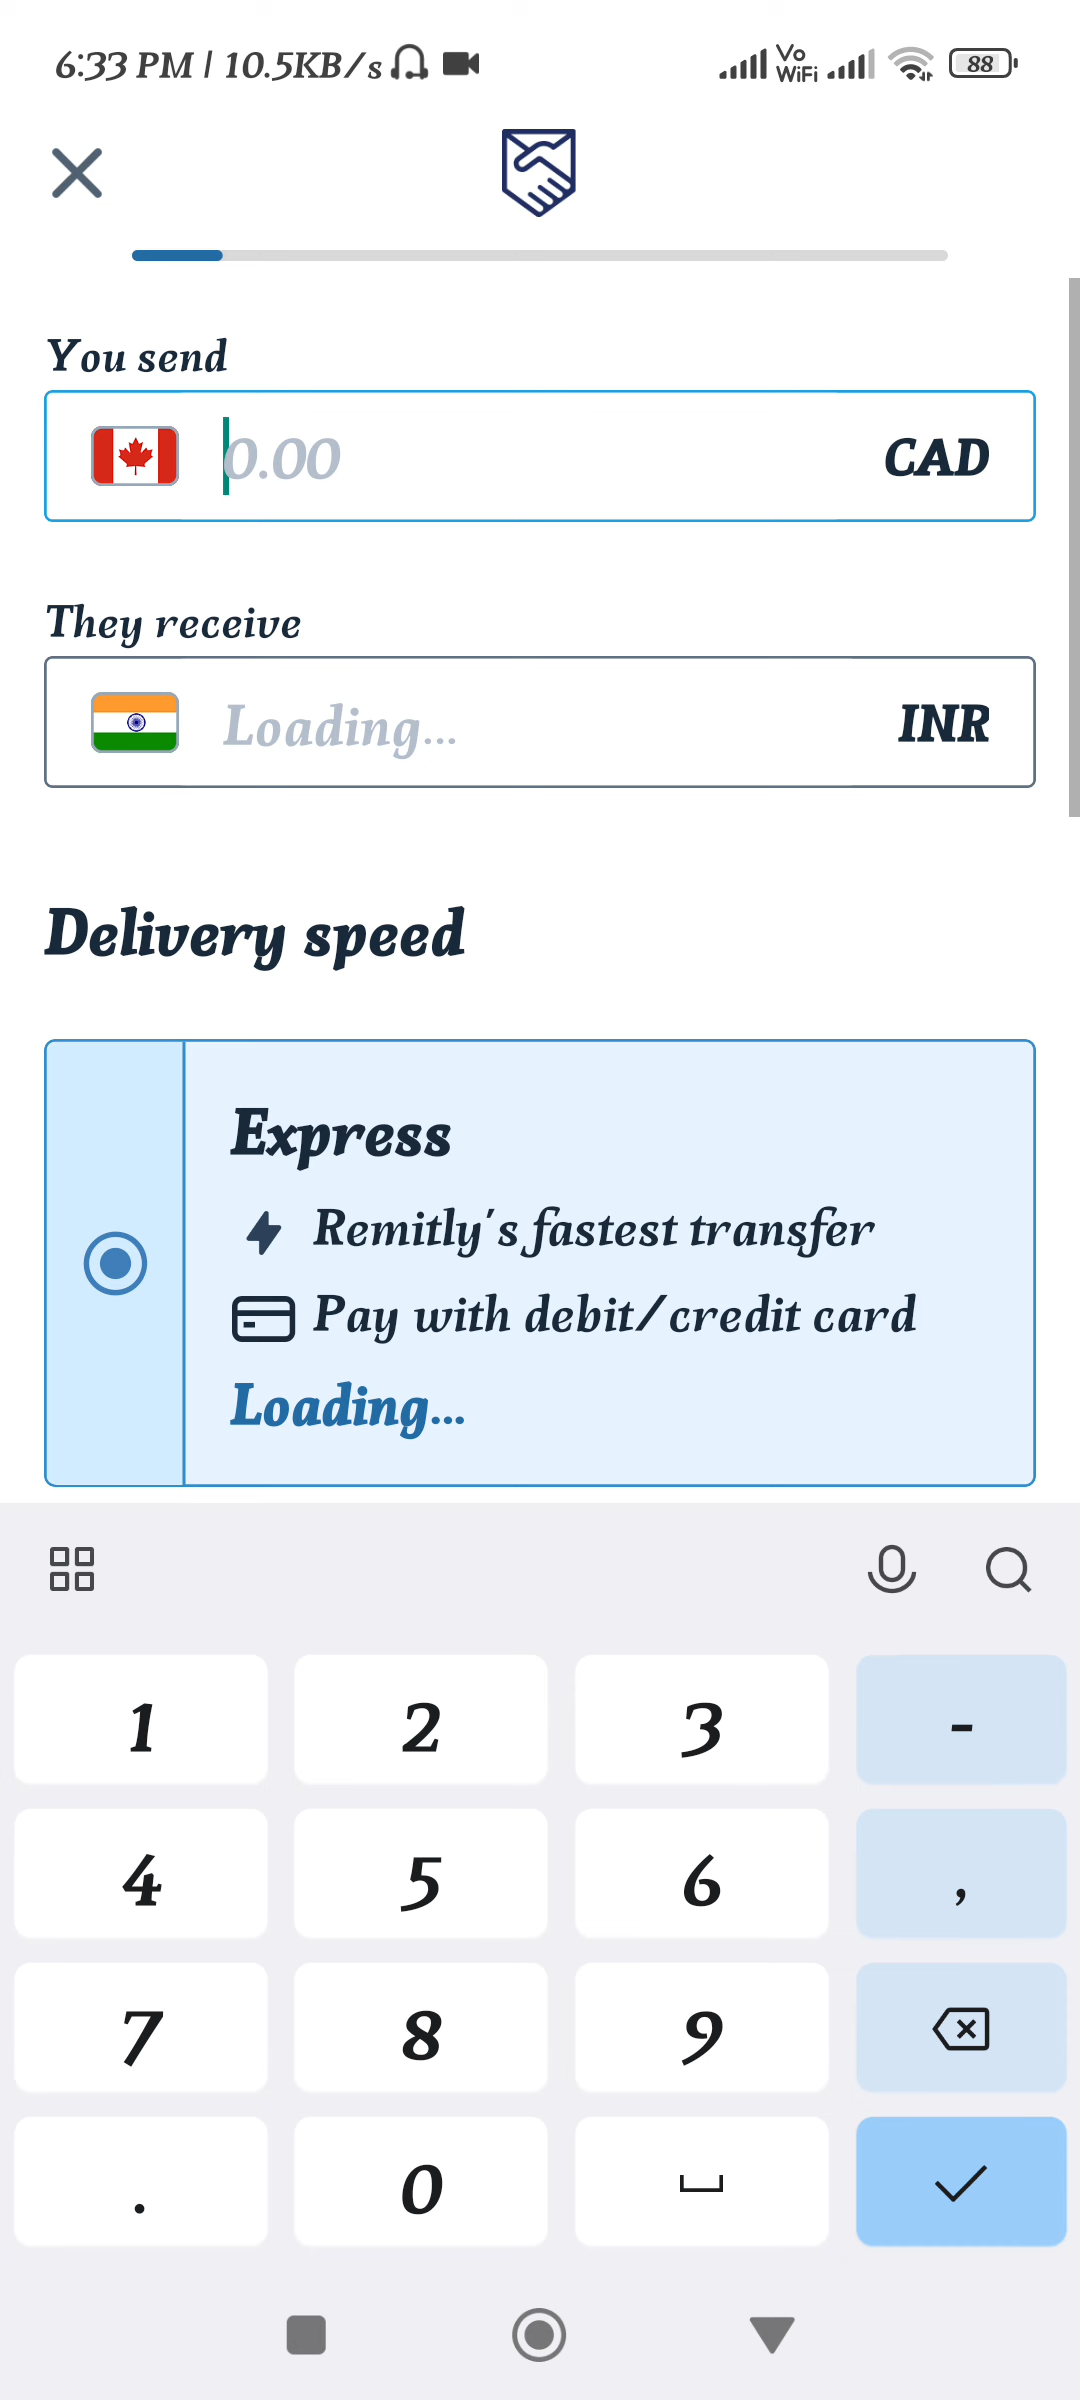 6:33 PM | 10.5KB/s
Vo
WiFi
88
You send
0.00 CAD
They receive
Loading... INR
Delivery speed
Express
Remitly's fastest transfer
Pay with debit/credit card
Loading...
1 2 3 -
4 5 6 ,
7 8 9
. 0